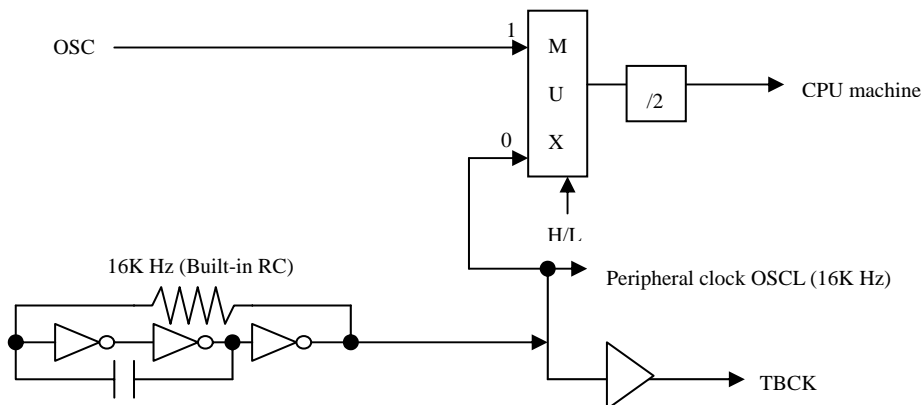 OSC
1
M
U
X
/2
CPU machine
0
H/L
16K Hz (Built-in RC)
Peripheral clock OSCL (16K Hz)
TBCK